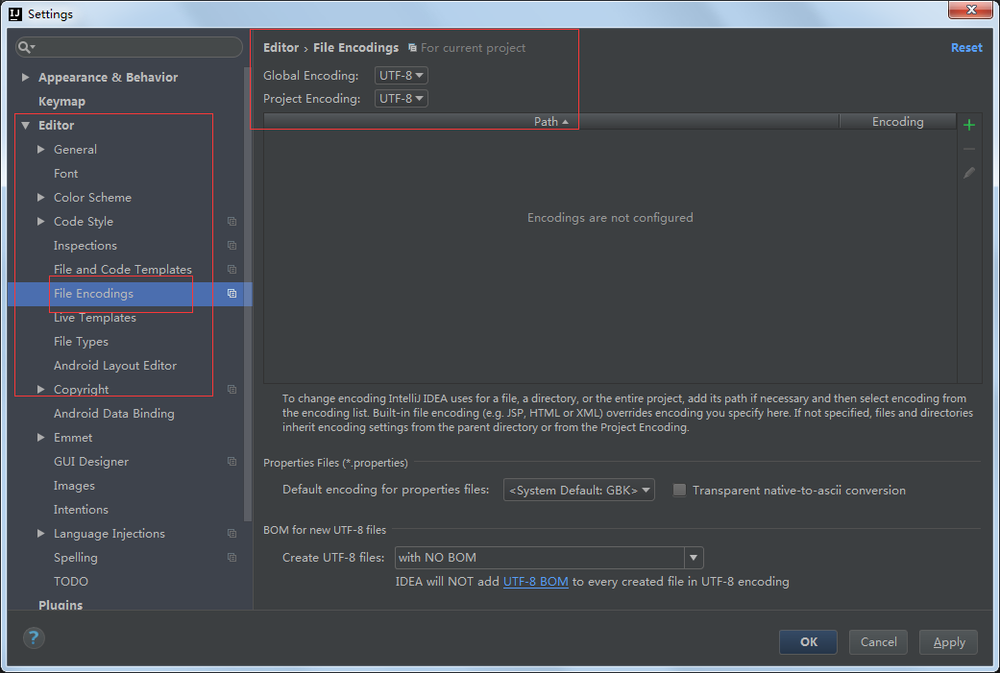 Settings
Appearance & Behavior
Keymap
Editor
General
Font
Color Scheme
Code Style
Inspections
File and Code Templates
File Encodings
Live Templates
File Types
Android Layout Editor
Copyright
Android Data Binding
Emmet
GUI Designer
Images
Intentions
Language Injections
Spelling
TODO
Plugins
Editor › File Encodings For current project
Reset
Global Encoding: UTF-8
Project Encoding: UTF-8
Path Encoding
Encodings are not configured
To change encoding IntelliJ IDEA uses for a file, a directory, or the entire project, add its path if necessary and then select encoding from
the encoding list. Built-in file encoding (e.g. JSP, HTML or XML) overrides encoding you specify here. If not specified, files and directories
inherit encoding settings from the parent directory or from the Project Encoding.
Properties Files (*.properties)
Default encoding for properties files: <System Default: GBK> Transparent native-to-ascii conversion
BOM for new UTF-8 files
Create UTF-8 files: with NO BOM
IDEA will NOT add UTF-8 BOM to every created file in UTF-8 encoding
?
OK Cancel Apply